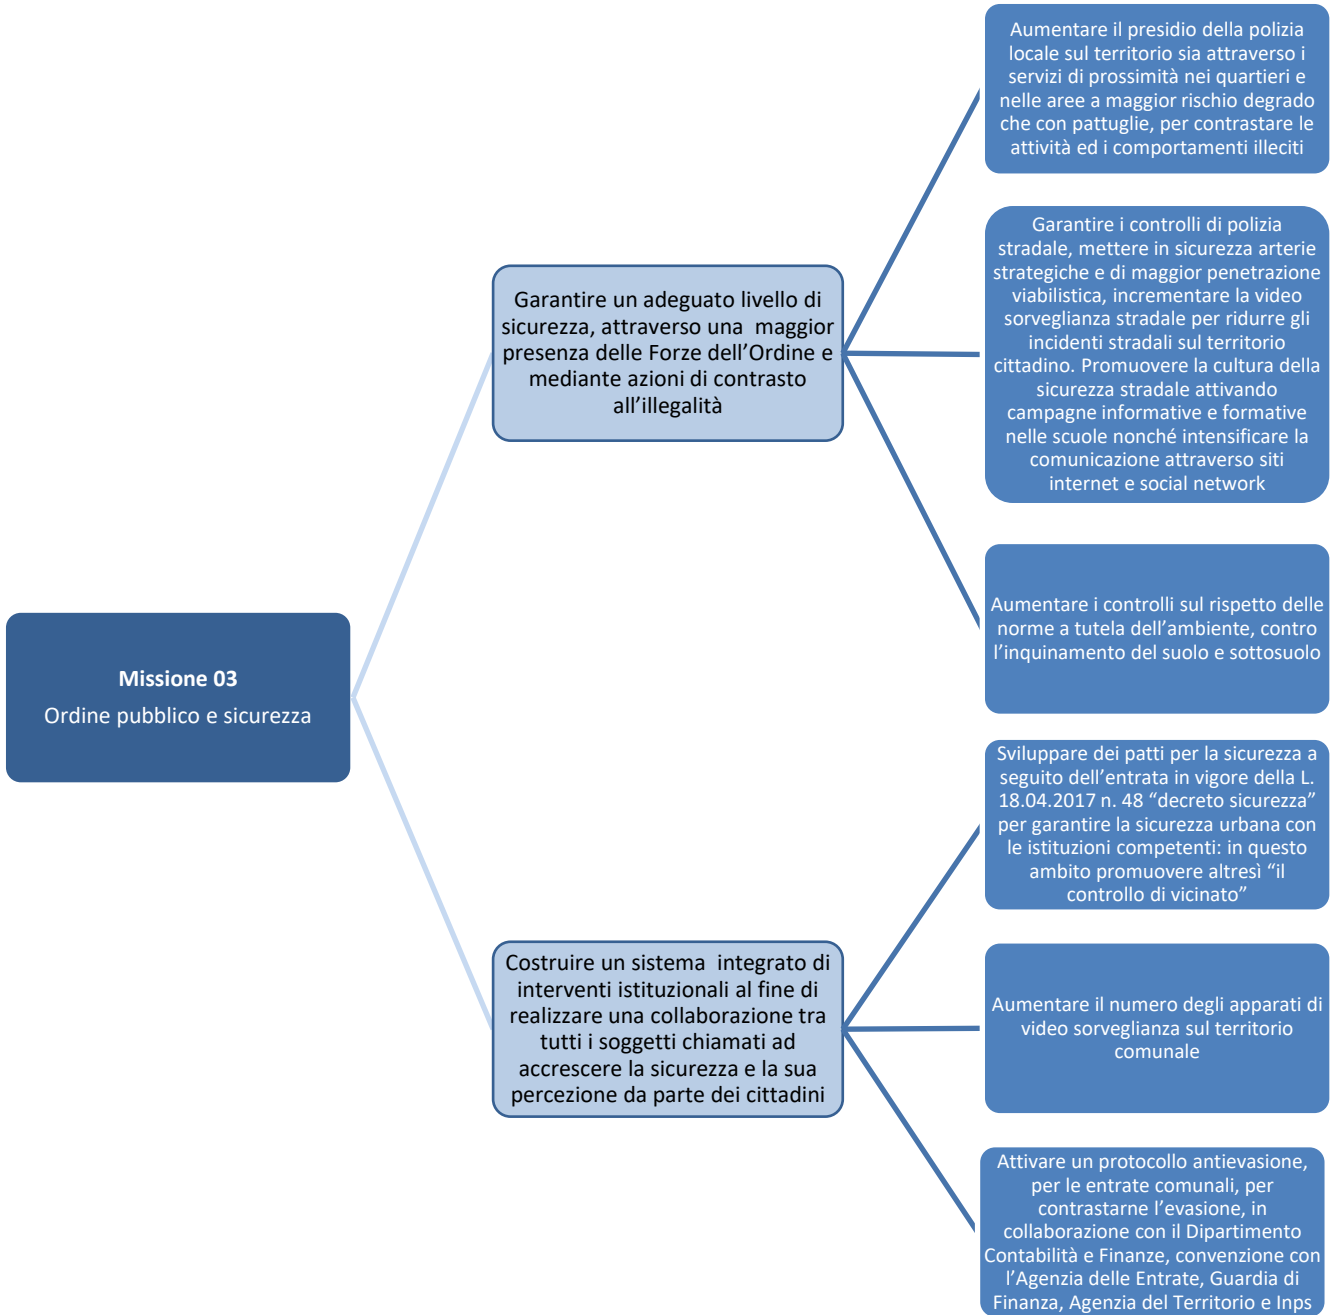 Missione 03
Ordine pubblico e sicurezza
Garantire un adeguato livello di
sicurezza, attraverso una  maggior
presenza delle Forze dell’Ordine e
mediante azioni di contrasto
all’illegalità
Aumentare il presidio della polizia
locale sul territorio sia attraverso i
servizi di prossimità nei quartieri e
nelle aree a maggior rischio degrado
che con pattuglie, per contrastare le
attività ed i comportamenti illeciti
Garantire i controlli di polizia
stradale, mettere in sicurezza arterie
strategiche e di maggior penetrazione
viabilistica, incrementare la video
sorveglianza stradale per ridurre gli
incidenti stradali sul territorio
cittadino. Promuovere la cultura della
sicurezza stradale attivando
campagne informative e formative
nelle scuole nonché intensificare la
comunicazione attraverso siti
internet e social network
Aumentare i controlli sul rispetto delle
norme a tutela dell’ambiente, contro
l’inquinamento del suolo e sottosuolo
Costruire un sistema  integrato di
interventi istituzionali al fine di
realizzare una collaborazione tra
tutti i soggetti chiamati ad
accrescere la sicurezza e la sua
percezione da parte dei cittadini
Sviluppare dei patti per la sicurezza a
seguito dell’entrata in vigore della L.
18.04.2017 n. 48 “decreto sicurezza”
per garantire la sicurezza urbana con
le istituzioni competenti: in questo
ambito promuovere altresì “il
controllo di vicinato”
Aumentare il numero degli apparati di
video sorveglianza sul territorio
comunale
Attivare un protocollo antievasione,
per le entrate comunali, per
contrastarne l’evasione, in
collaborazione con il Dipartimento
Contabilità e Finanze, convenzione con
l’Agenzia delle Entrate, Guardia di
Finanza, Agenzia del Territorio e Inps